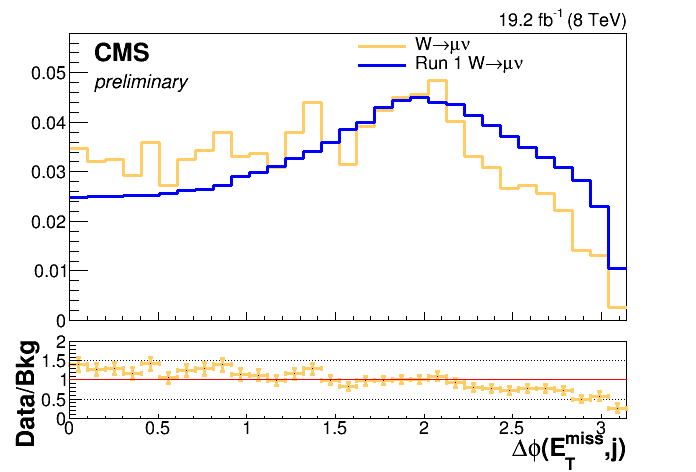 19.2 fb⁻¹ (8 TeV)
CMS
preliminary
W→μν
Run 1 W→μν
0.05
0.04
0.03
0.02
0.01
0
Data/Bkg
2
1.5
1
0.5
0
0 0.5 1 1.5 2 2.5 3
Δϕ(E_T^miss,j)